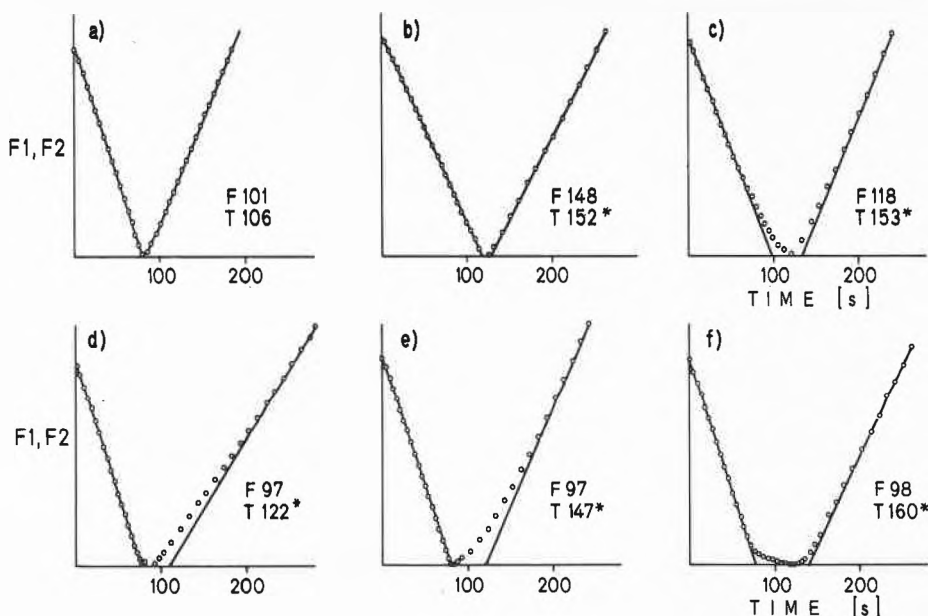 a)
F1, F2
F 101
T 106
100 200
b)
F 148
T 152*
100 200
c)
F 118
T 153*
100 200
TIME [s]
d)
F1, F2
F 97
T 122*
100 200
e)
F 97
T 147*
100 200
f)
F 98
T 160*
100 200
TIME [s]